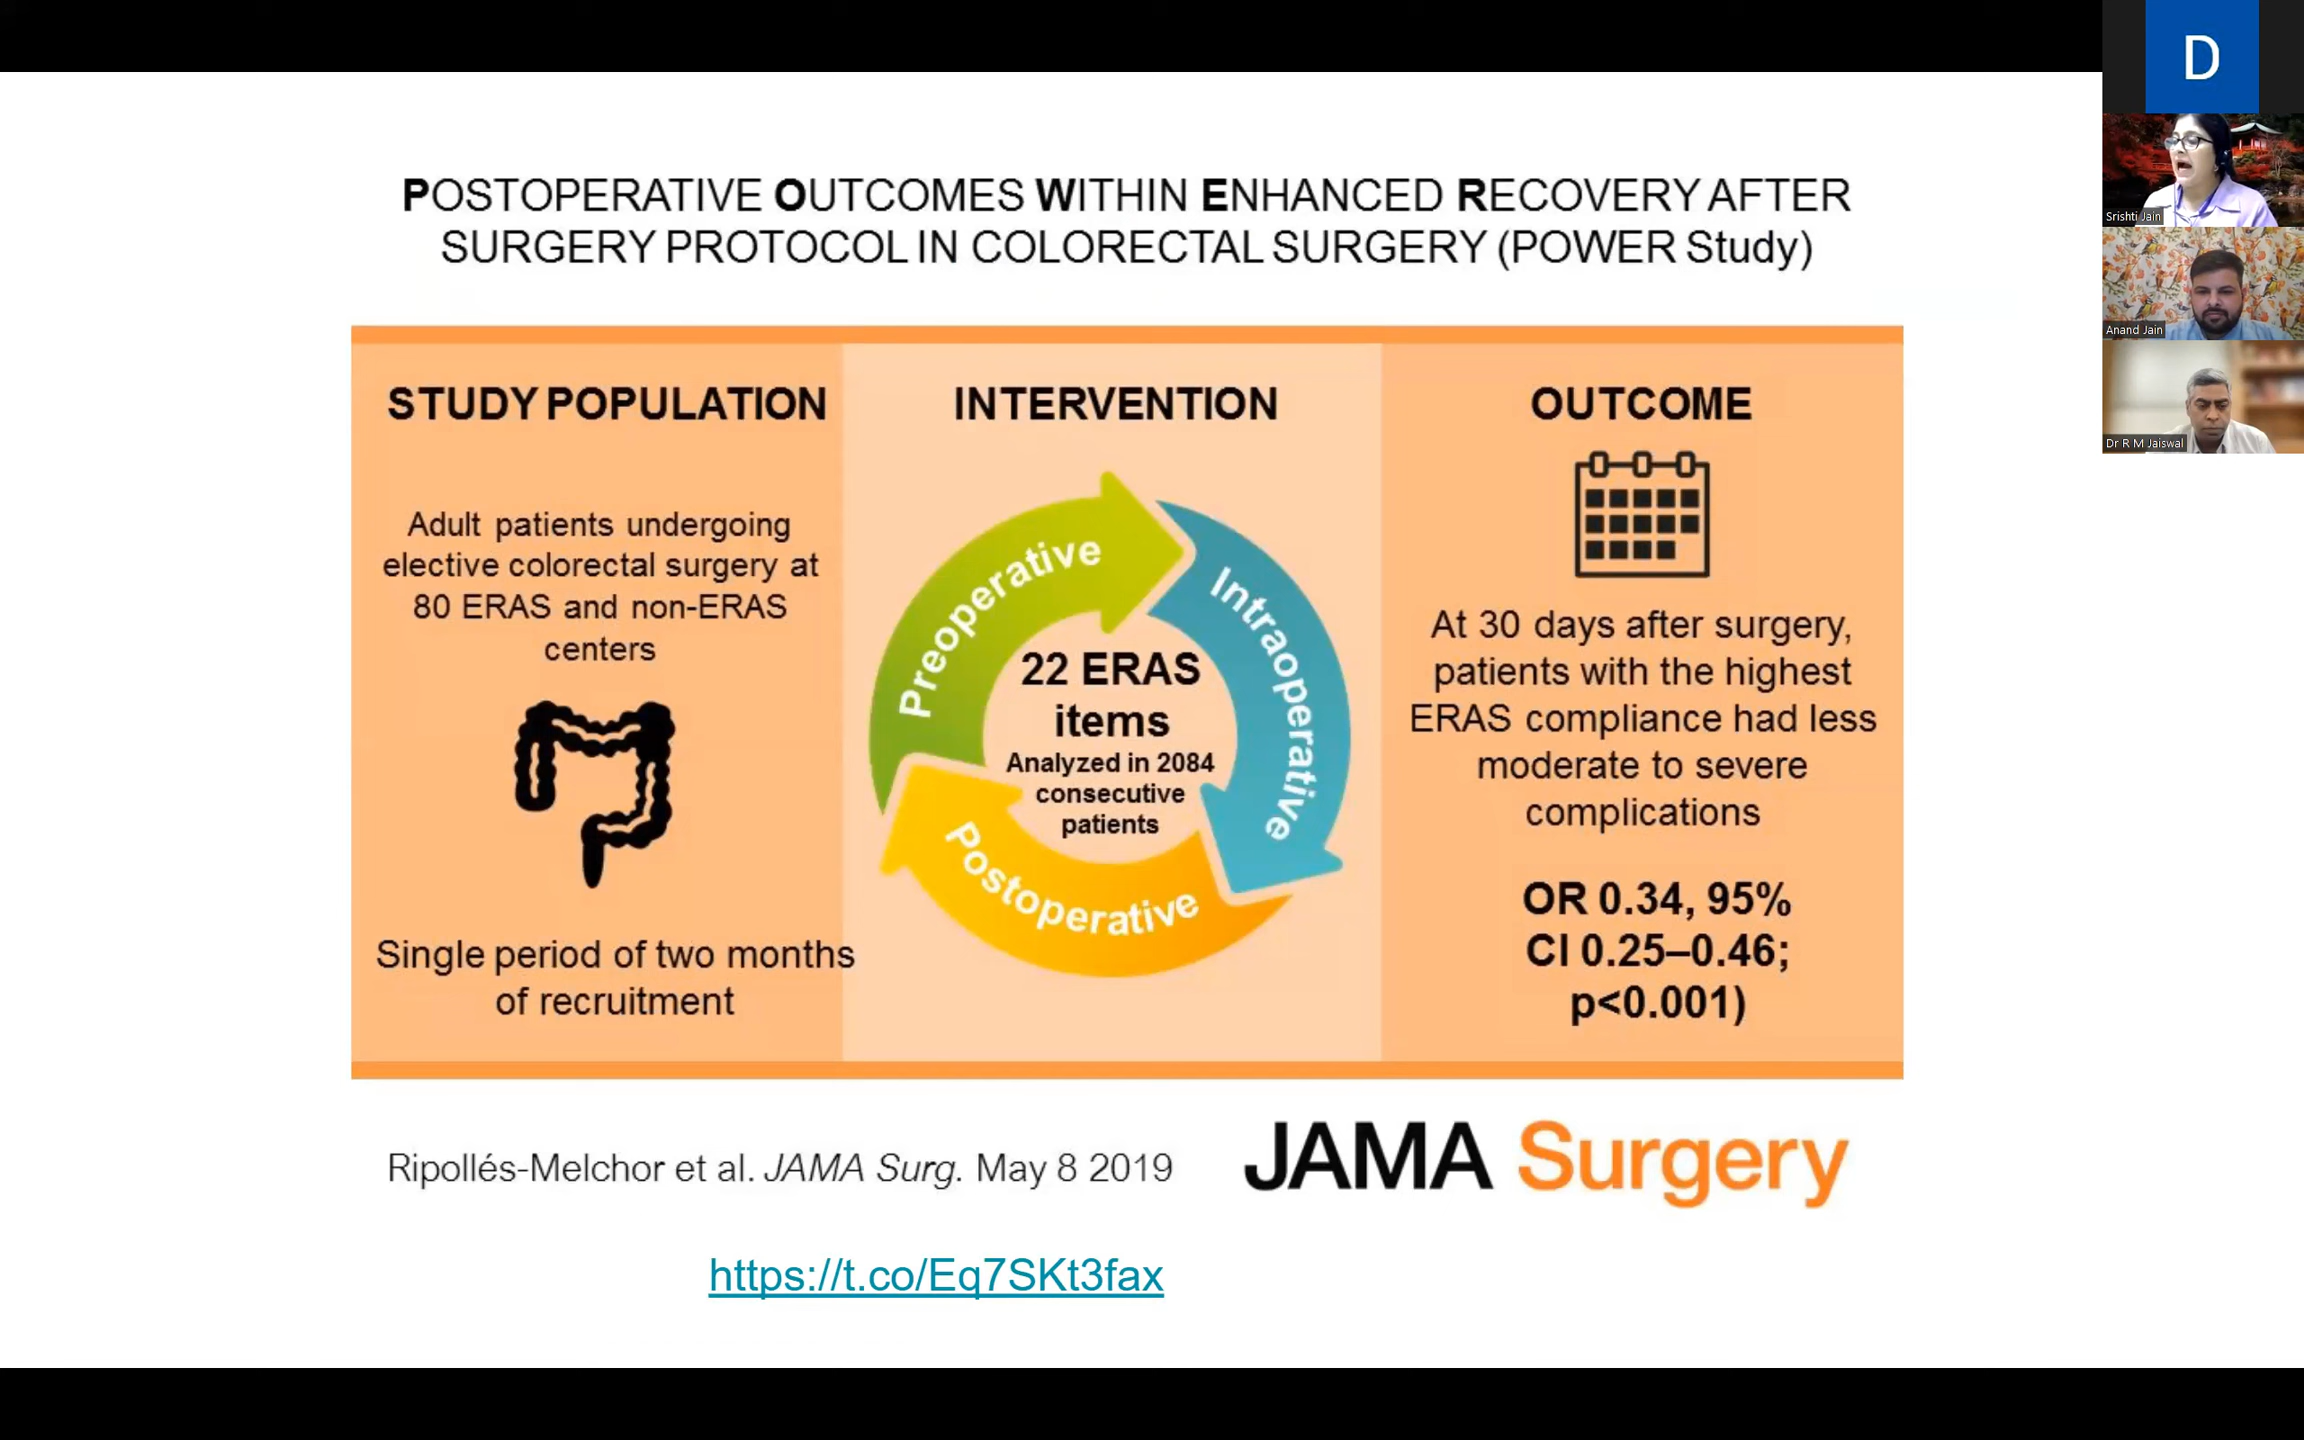 POSTOPERATIVE OUTCOMES WITHIN ENHANCED RECOVERY AFTER
SURGERY PROTOCOL IN COLORECTAL SURGERY (POWER Study)
STUDY POPULATION
Adult patients undergoing
elective colorectal surgery at
80 ERAS and non-ERAS
centers
Single period of two months
of recruitment
INTERVENTION
Preoperative
Intraoperative
Postoperative
22 ERAS
items
Analyzed in 2084
consecutive
patients
OUTCOME
At 30 days after surgery,
patients with the highest
ERAS compliance had less
moderate to severe
complications
OR 0.34, 95%
CI 0.25–0.46;
p<0.001)
Ripollés-Melchor et al. JAMA Surg. May 8 2019
JAMA Surgery
https://t.co/Eq7SKt3fax
D
Srishti Jain
Anand Jain
Dr R M Jaiswal